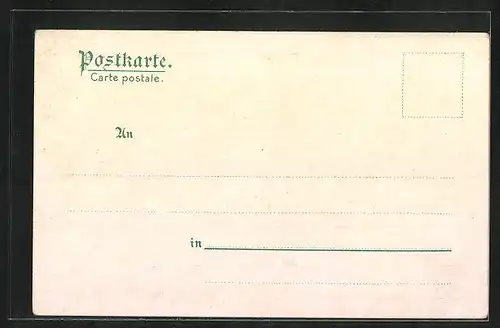 Postkarte.
Carte postale.
An
in